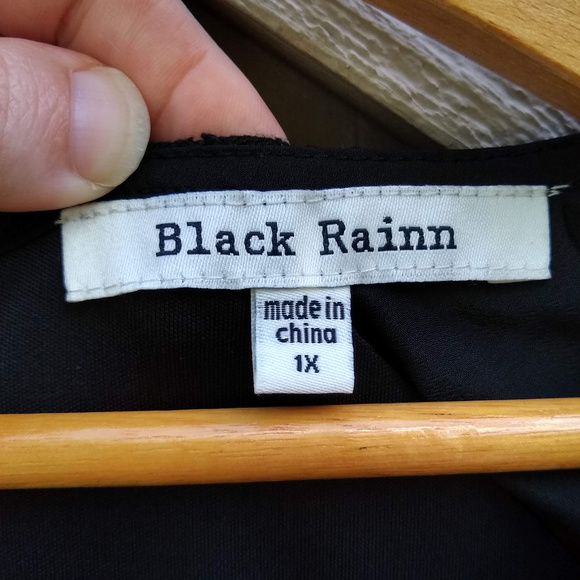 Black Rainn
made in
china
1X